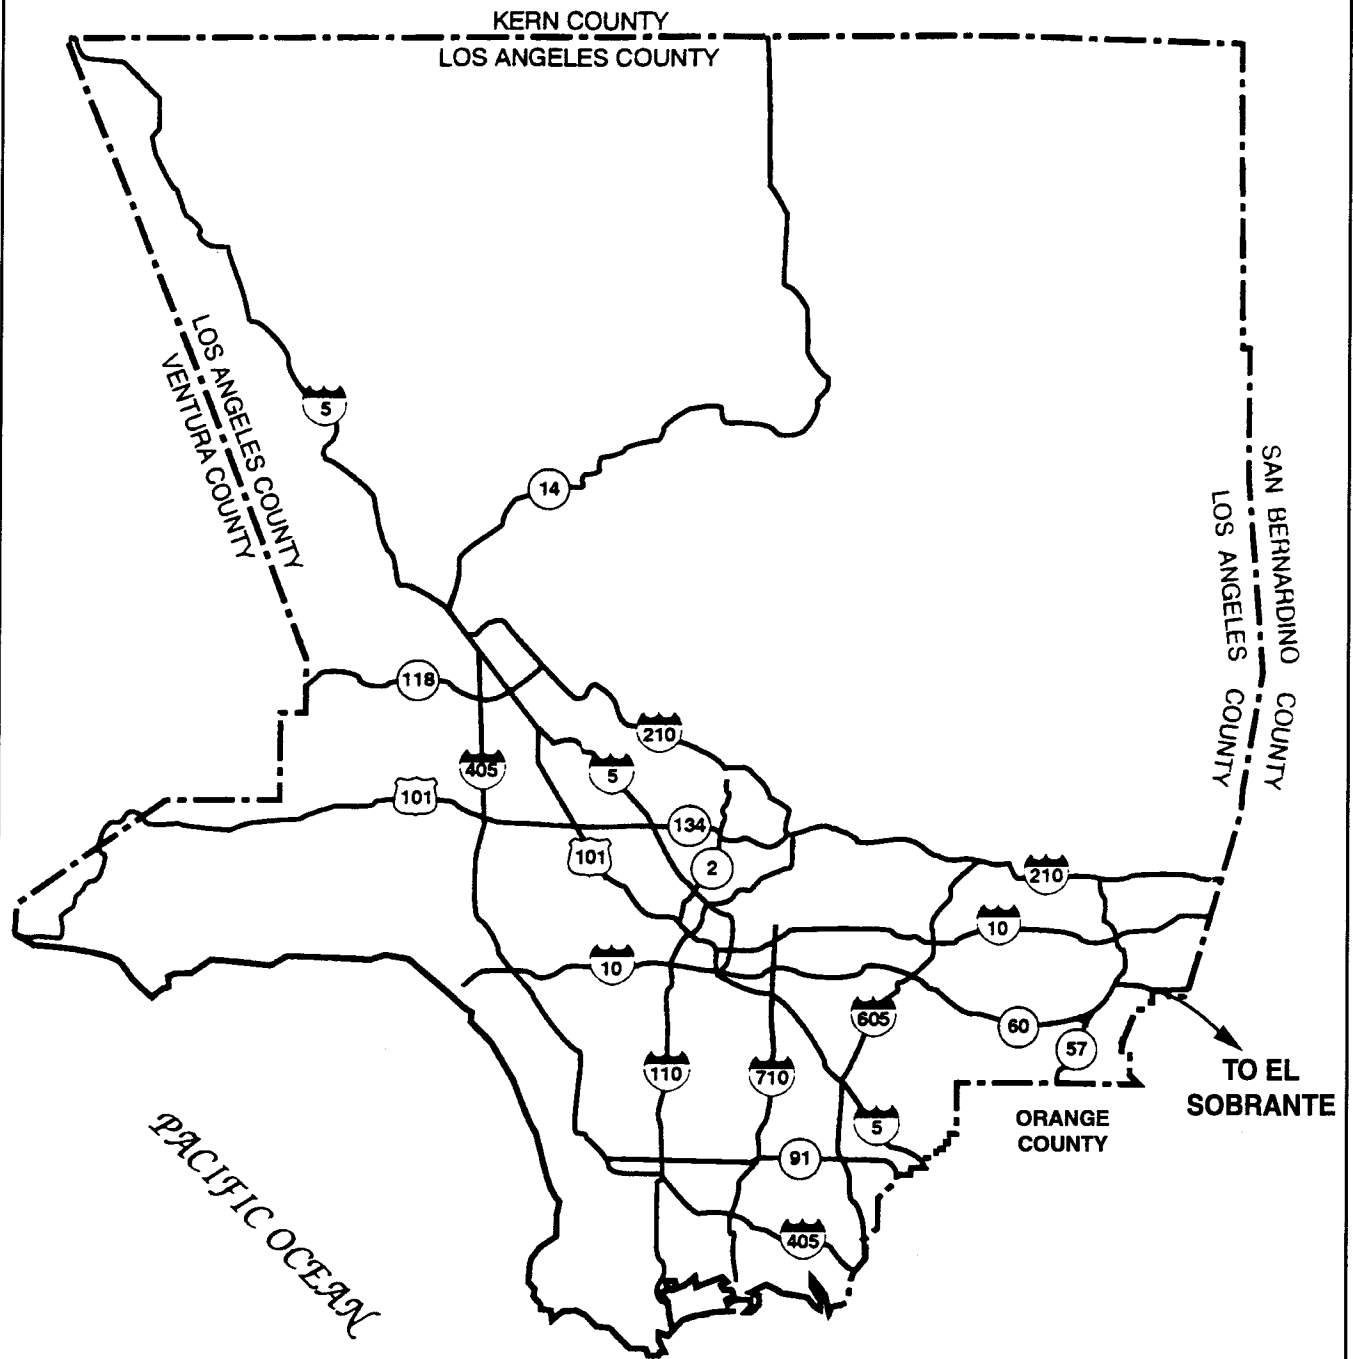 KERN COUNTY
LOS ANGELES COUNTY
LOS ANGELES COUNTY
VENTURA COUNTY
5
14
SAN BERNARDINO COUNTY
LOS ANGELES COUNTY
118
210
405
5
101
134
101
2
210
10
10
605
60
57
110
710
TO EL
SOBRANTE
ORANGE
COUNTY
5
91
405
PACIFIC OCEAN